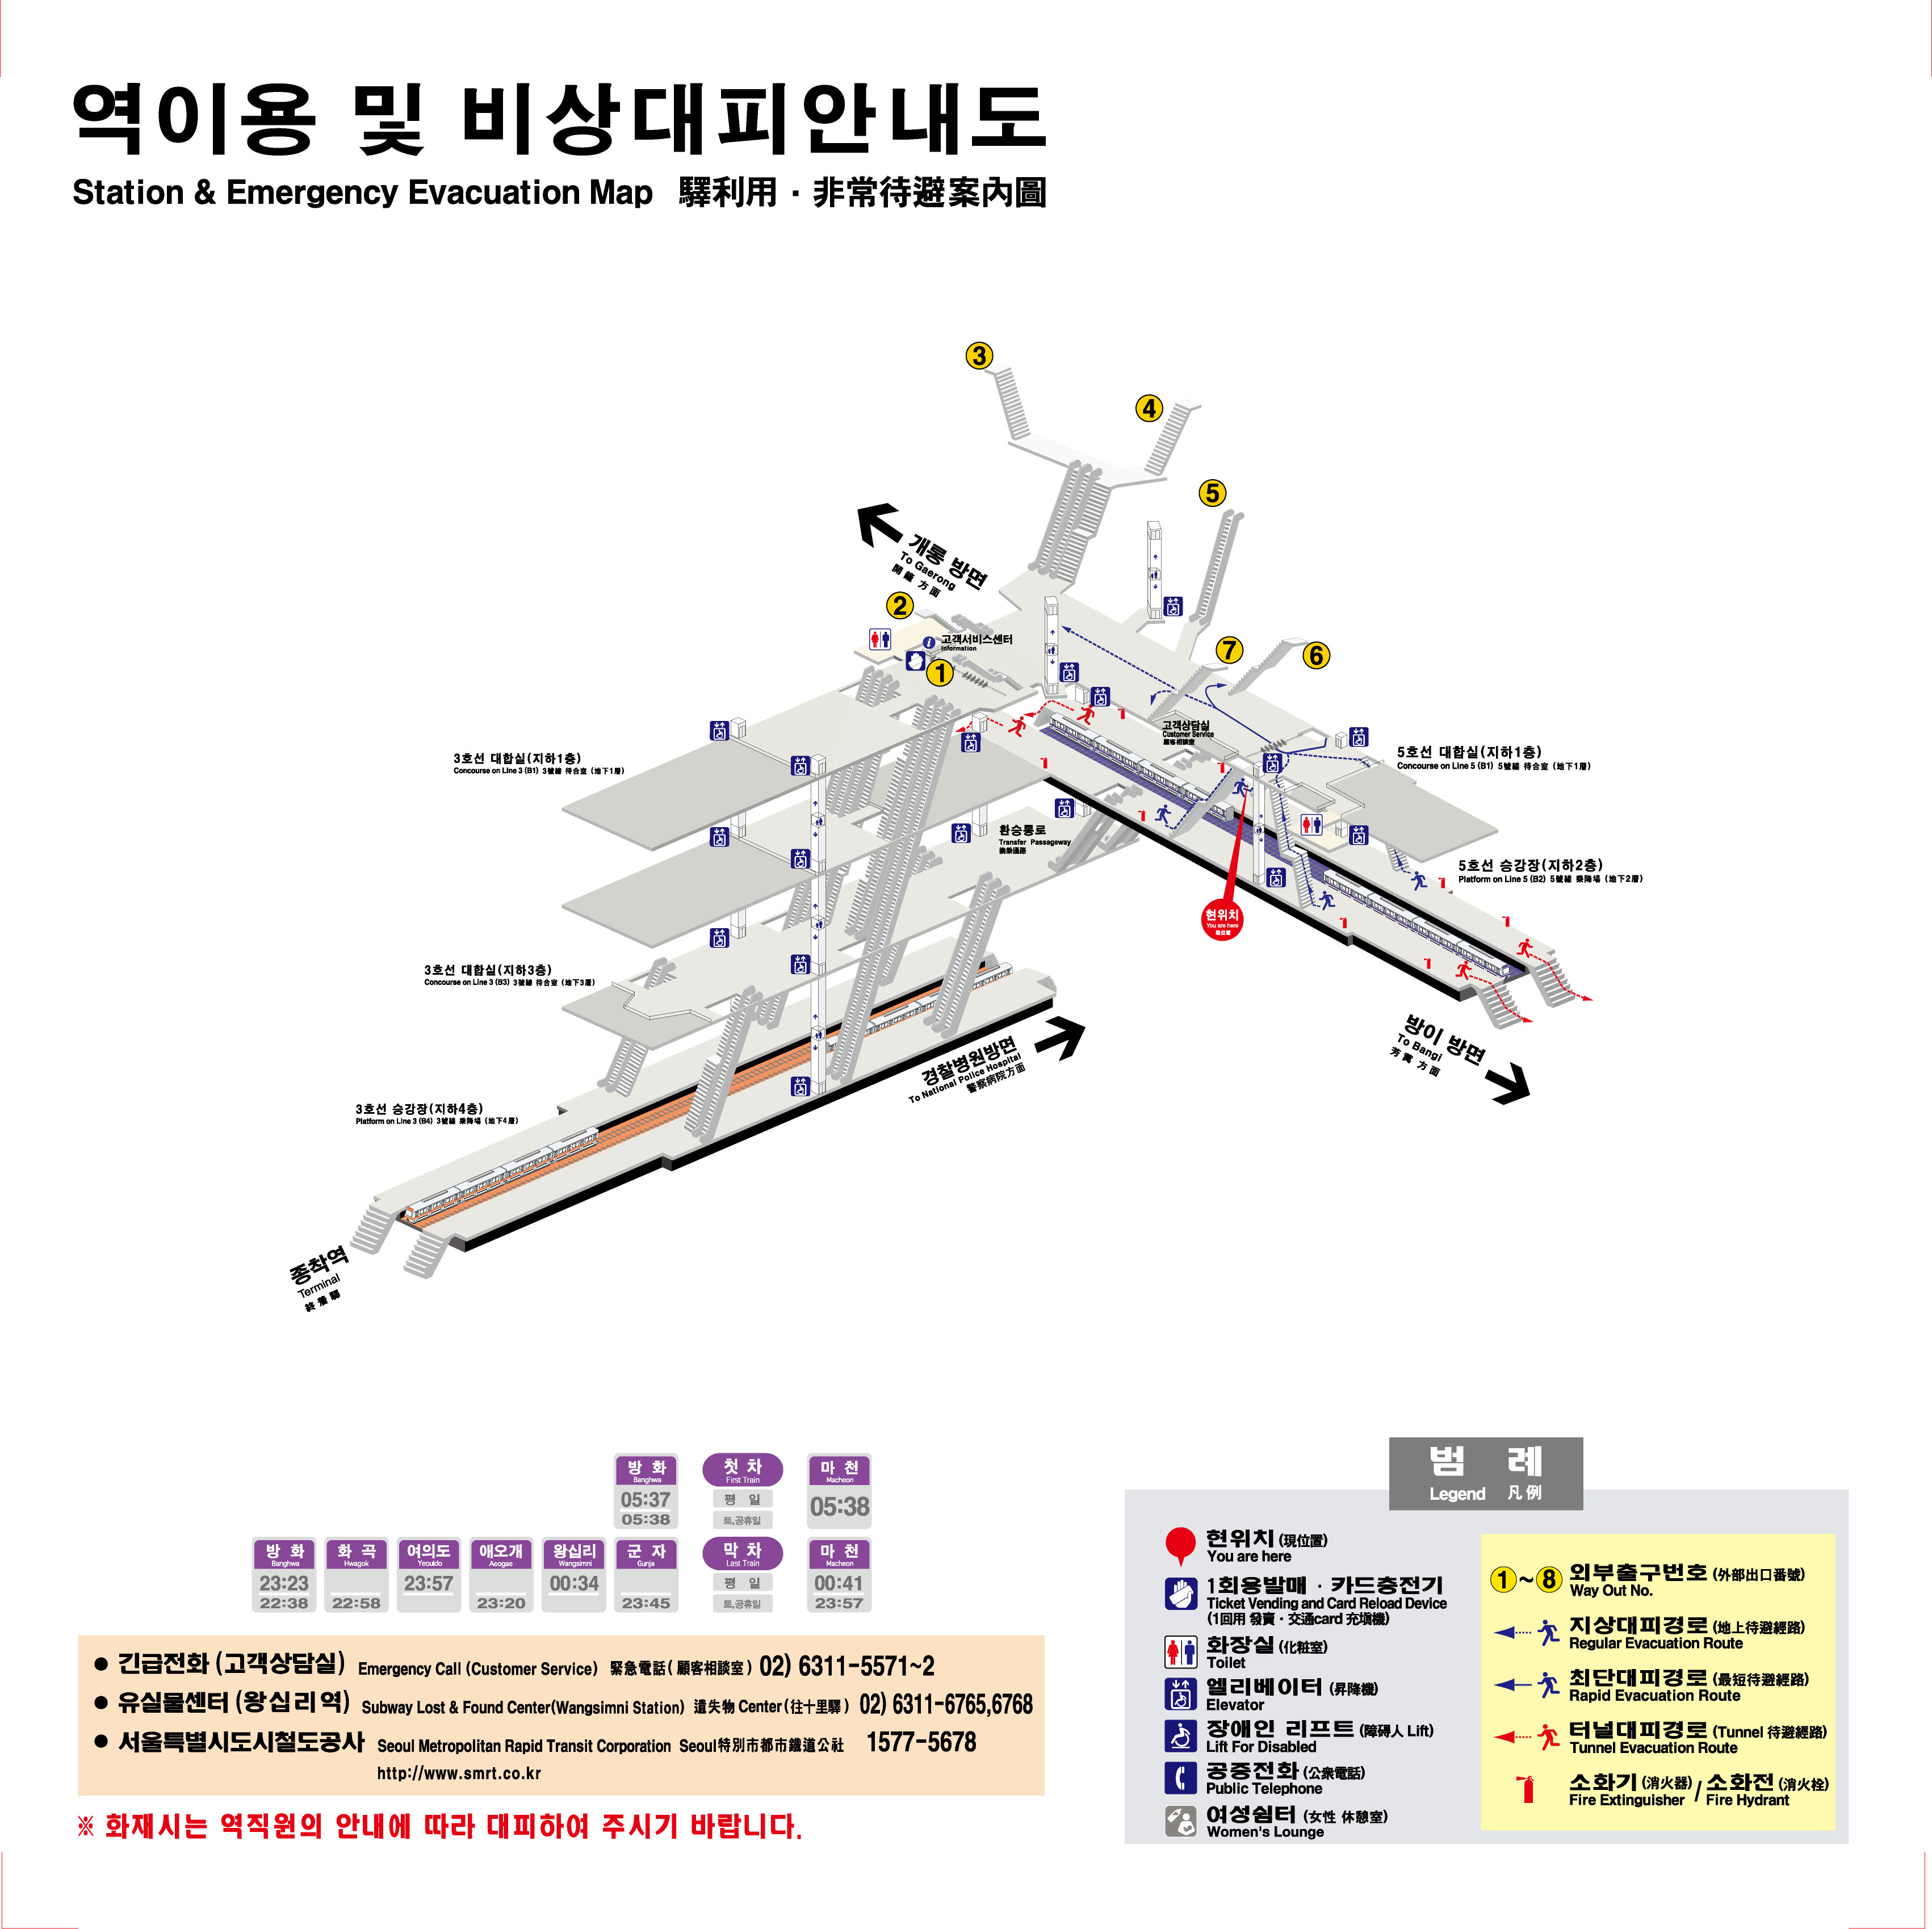 역이용 및 비상대피안내도
Station & Emergency Evacuation Map 驛利用 · 非常待避案內圖
3
4
5
개롱 방면
To Gaerong
開籠 方面
2
고객서비스센터
Information
1
7
6
고객상담실
Customer Service
顧客相談室
3호선 대합실(지하1층)
Concourse on Line 3 (B1) 3號線 待合室 (地下1層)
5호선 대합실(지하1층)
Concourse on Line 5 (B1) 5號線 待合室 (地下1層)
환승통로
Transfer Passageway
換乘通路
5호선 승강장(지하2층)
Platform on Line 5 (B2) 5號線 乘降場 (地下2層)
현위치
You are here
現位置
3호선 대합실(지하3층)
Concourse on Line 3 (B3) 3號線 待合室 (地下3層)
방이 방면
To Bangi
芳荑 方面
경찰병원방면
To National Police Hospital
警察病院方面
3호선 승강장(지하4층)
Platform on Line 3 (B4) 3號線 乘降場 (地下4層)
종착역
Terminal
終着驛
방 화 첫 차 마 천
Banghwa First Train Macheon
05:37 평 일 05:38
05:38 토,공휴일
방 화 화 곡 여의도 애오개 왕십리 군 자 막 차 마 천
Banghwa Hwagok Yeouido Aeogae Wangsimni Gunja Last Train Macheon
23:23 23:57 00:34 평 일 00:41
22:38 22:58 23:20 23:45 토,공휴일 23:57
● 긴급전화 (고객상담실) Emergency Call (Customer Service) 緊急電話 ( 顧客相談室 ) 02) 6311-5571~2
● 유실물센터 (왕십리역) Subway Lost & Found Center(Wangsimni Station) 遺失物 Center (往十里驛 ) 02) 6311-6765,6768
● 서울특별시도시철도공사 Seoul Metropolitan Rapid Transit Corporation Seoul特別市都市鐵道公社 1577-5678
http://www.smrt.co.kr
※ 화재시는 역직원의 안내에 따라 대피하여 주시기 바랍니다.
범 례
Legend 凡 例
현위치 (現位置)
You are here
1회용발매 · 카드충전기
Ticket Vending and Card Reload Device
(1回用 發賣 · 交通card 充塡機)
화장실 (化粧室)
Toilet
엘리베이터 (昇降機)
Elevator
장애인 리프트 (障碍人 Lift)
Lift For Disabled
공중전화 (公衆電話)
Public Telephone
여성쉼터 (女性 休憩室)
Women's Lounge
1 ~ 8 외부출구번호 (外部出口番號)
Way Out No.
지상대피경로 (地上待避經路)
Regular Evacuation Route
최단대피경로 (最短待避經路)
Rapid Evacuation Route
터널대피경로 (Tunnel 待避經路)
Tunnel Evacuation Route
소화기 (消火器) / 소화전 (消火栓)
Fire Extinguisher / Fire Hydrant